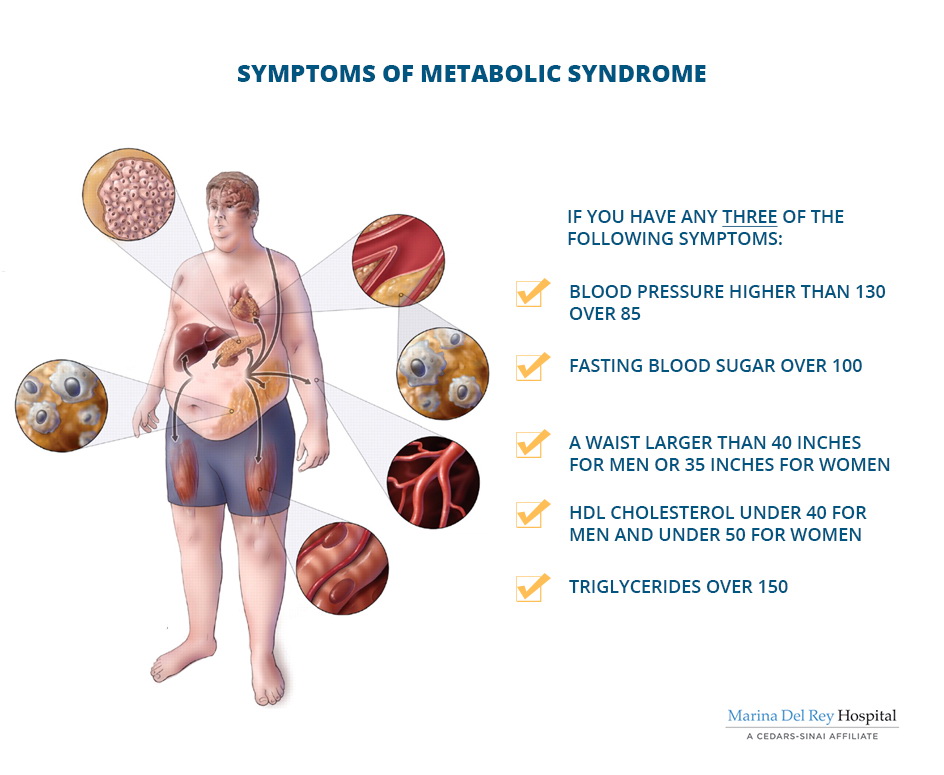 SYMPTOMS OF METABOLIC SYNDROME
IF YOU HAVE ANY THREE OF THE
FOLLOWING SYMPTOMS:
BLOOD PRESSURE HIGHER THAN 130
OVER 85
FASTING BLOOD SUGAR OVER 100
A WAIST LARGER THAN 40 INCHES
FOR MEN OR 35 INCHES FOR WOMEN
HDL CHOLESTEROL UNDER 40 FOR
MEN AND UNDER 50 FOR WOMEN
TRIGLYCERIDES OVER 150
Marina Del Rey Hospital
A CEDARS-SINAI AFFILIATE